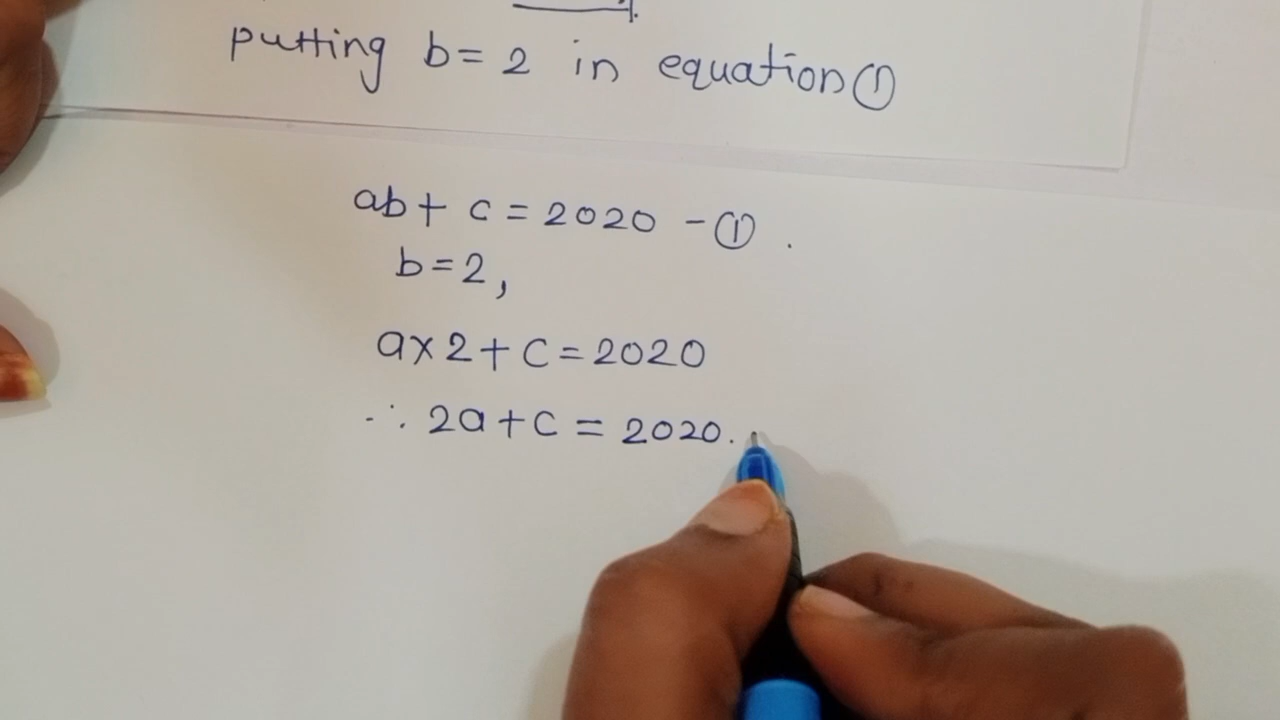 putting b = 2 in equation ①
ab + c = 2020 - ① .
b = 2 ,
a × 2 + c = 2020
∴ 2a + c = 2020 .